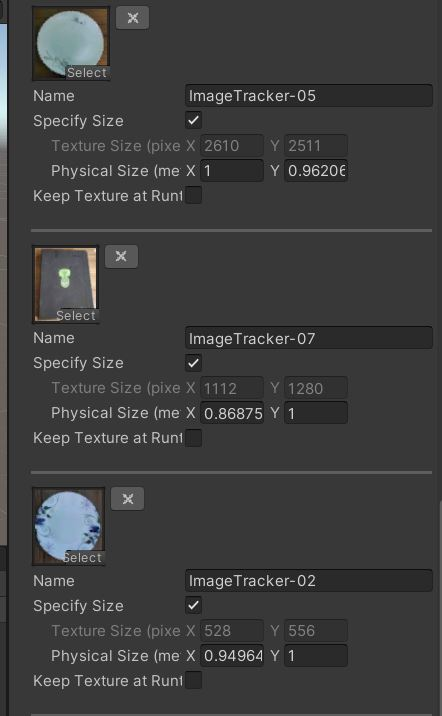 Select
Name ImageTracker-05
Specify Size
Texture Size (pixe X 2610 Y 2511
Physical Size (me X 1 Y 0.96206
Keep Texture at Runt
Select
Name ImageTracker-07
Specify Size
Texture Size (pixe X 1112 Y 1280
Physical Size (me X 0.86875 Y 1
Keep Texture at Runt
Select
Name ImageTracker-02
Specify Size
Texture Size (pixe X 528 Y 556
Physical Size (me X 0.94964 Y 1
Keep Texture at Runt